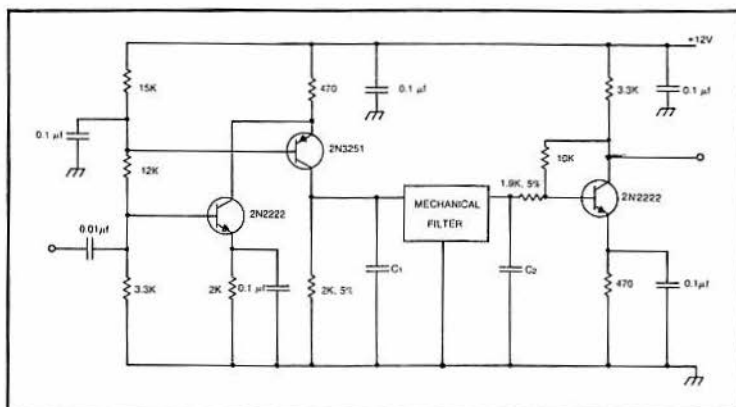 +12V
15K
470
0.1 µf
3.3K
0.1 µf
0.1 µf
2N3251
12K
10K
1.9K, 5%
2N2222
MECHANICAL
FILTER
2N2222
0.01µf
3.3K
2K
0.1 µf
2K, 5%
C1
C2
470
0.1µf